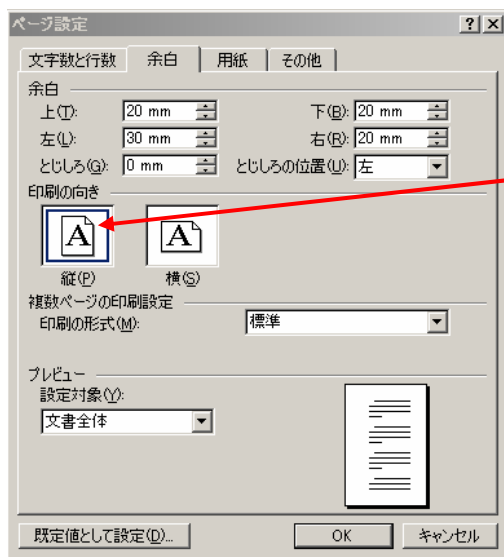 ページ設定
文字数と行数 余白 用紙 その他
余白
上(T): 20 mm 下(B): 20 mm
左(L): 30 mm 右(R): 20 mm
とじしろ(G): 0 mm とじしろの位置(U): 左
印刷の向き
A A
縦(P) 横(S)
複数ページの印刷設定
印刷の形式(M): 標準
プレビュー
設定対象(Y):
文書全体
既定値として設定(D)... OK キャンセル